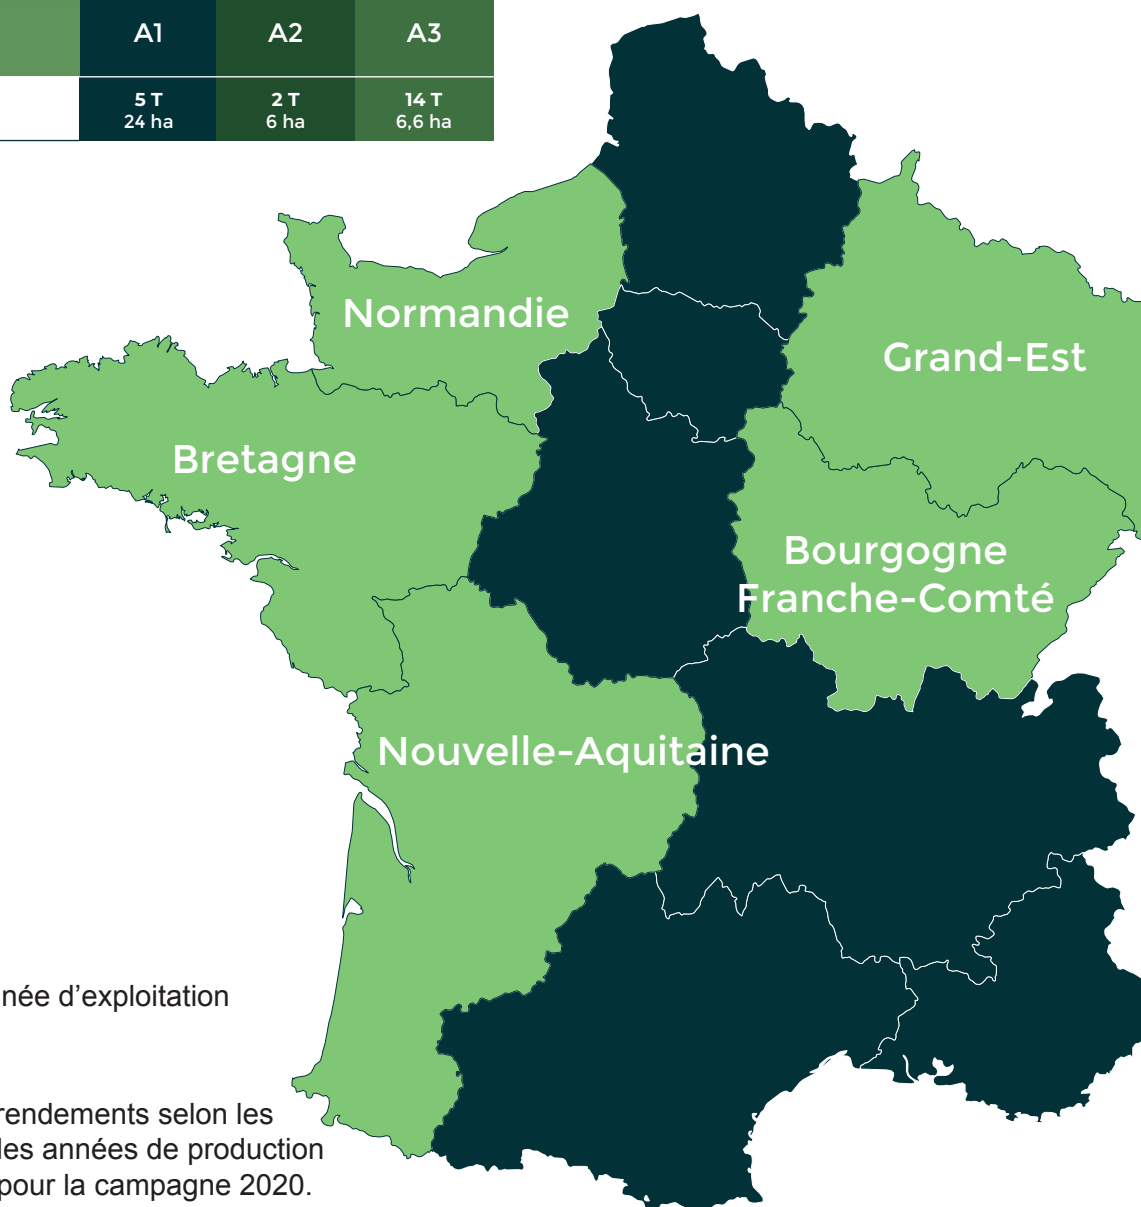 A1 A2 A3
5 T 2 T 14 T
24 ha 6 ha 6,6 ha
Normandie
Grand-Est
Bretagne
Bourgogne
Franche-Comté
Nouvelle-Aquitaine
née d’exploitation
rendements selon les
les années de production
pour la campagne 2020.